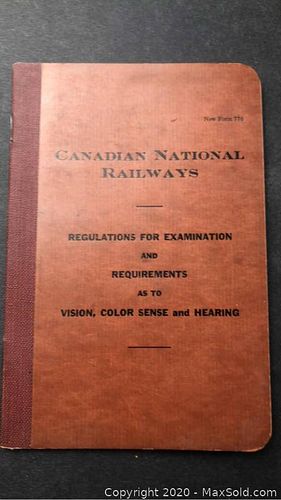 New Form 776
CANADIAN NATIONAL
RAILWAYS
REGULATIONS FOR EXAMINATION
AND
REQUIREMENTS
AS TO
VISION, COLOR SENSE and HEARING
Copyright 2020 - MaxSold.com